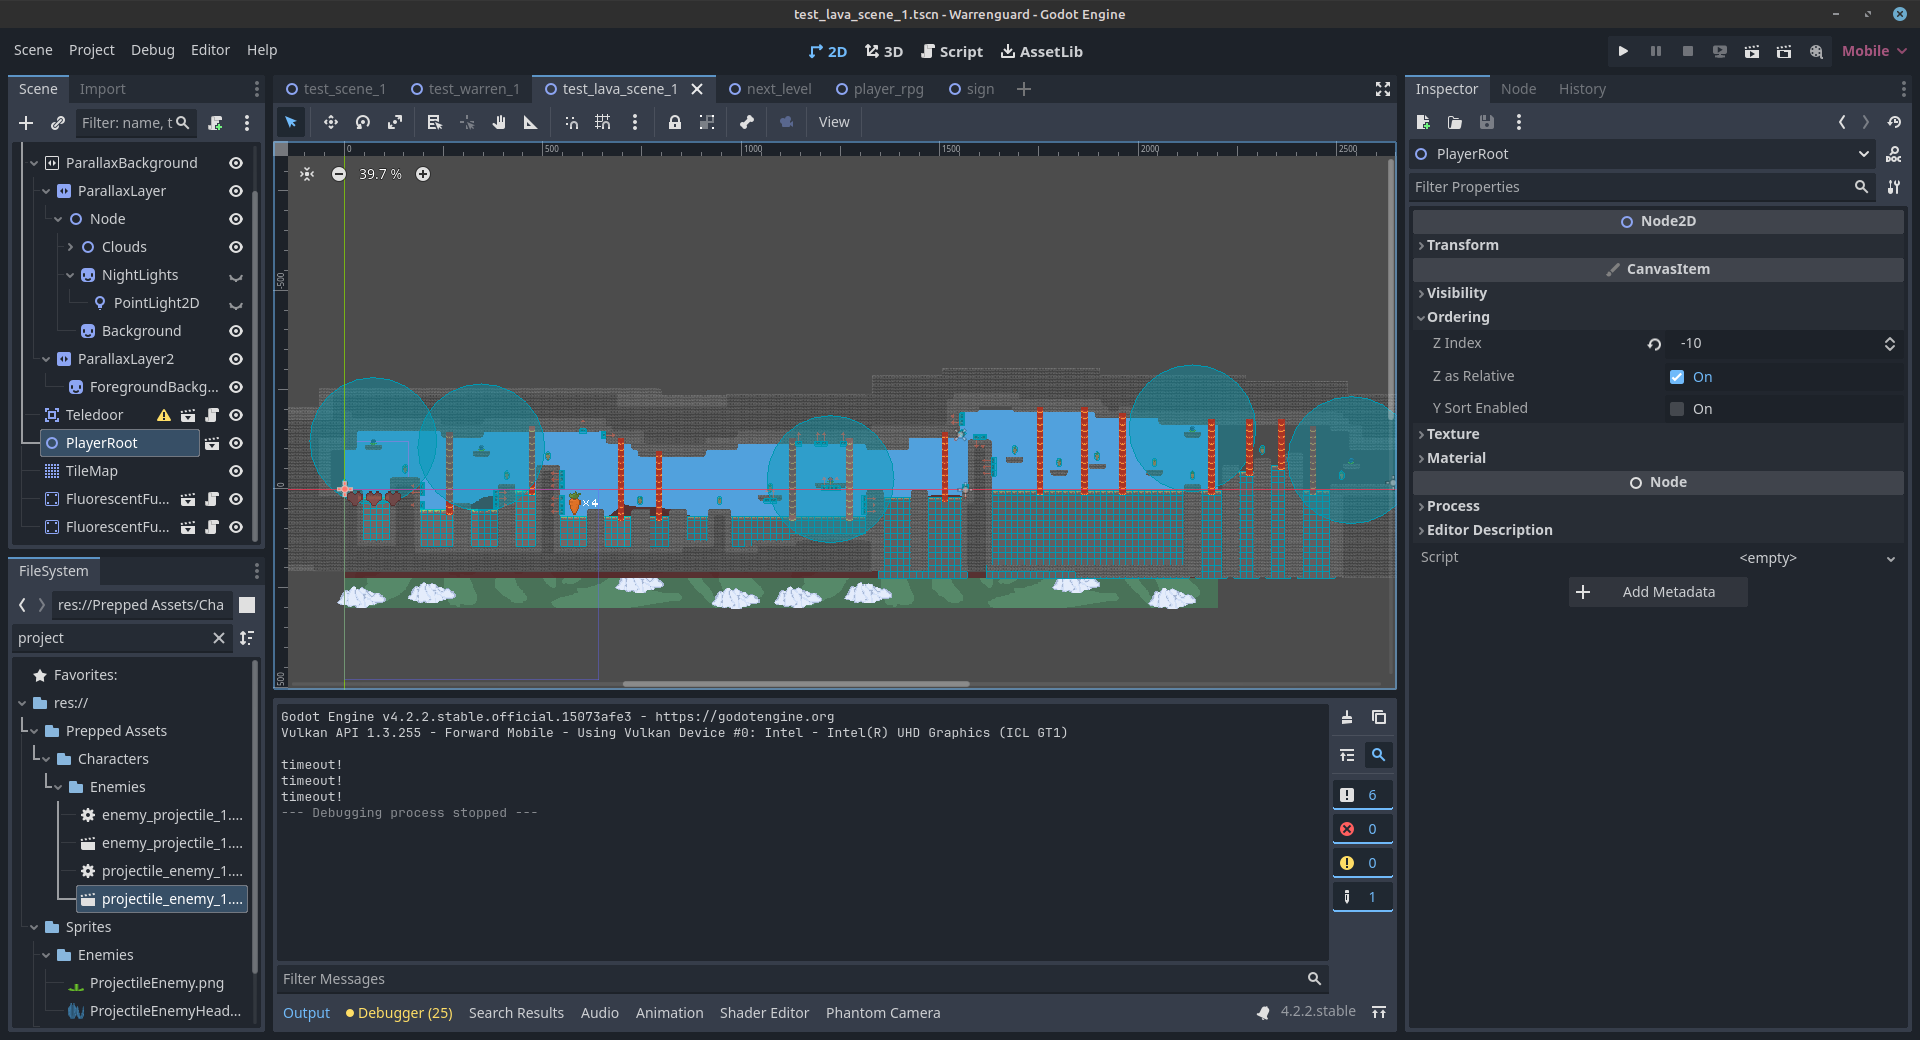 test_lava_scene_1.tscn - Warrenguard - Godot Engine
Scene Project Debug Editor Help
2D 3D Script AssetLib
Mobile
Scene Import
Filter: name, t
ParallaxBackground
ParallaxLayer
Node
Clouds
NightLights
PointLight2D
Background
ParallaxLayer2
ForegroundBackg...
Teledoor
PlayerRoot
TileMap
FluorescentFu...
FluorescentFu...
FileSystem
res://Prepped Assets/Cha
project
Favorites:
res://
Prepped Assets
Characters
Enemies
enemy_projectile_1....
enemy_projectile_1....
projectile_enemy_1....
projectile_enemy_1....
Sprites
Enemies
ProjectileEnemy.png
ProjectileEnemyHead...
test_scene_1 test_warren_1 test_lava_scene_1 next_level player_rpg sign
View
0 500 1000 1500 2000 2500
39.7 %
-500
0
500
×4
Godot Engine v4.2.2.stable.official.15073afe3 - https://godotengine.org
Vulkan API 1.3.255 - Forward Mobile - Using Vulkan Device #0: Intel - Intel(R) UHD Graphics (ICL GT1)
timeout!
timeout!
timeout!
--- Debugging process stopped ---
6
0
0
1
Filter Messages
Output Debugger (25) Search Results Audio Animation Shader Editor Phantom Camera
4.2.2.stable
Inspector Node History
PlayerRoot
DOC
Filter Properties
Node2D
Transform
CanvasItem
Visibility
Ordering
Z Index -10
Z as Relative On
Y Sort Enabled On
Texture
Material
Node
Process
Editor Description
Script <empty>
Add Metadata